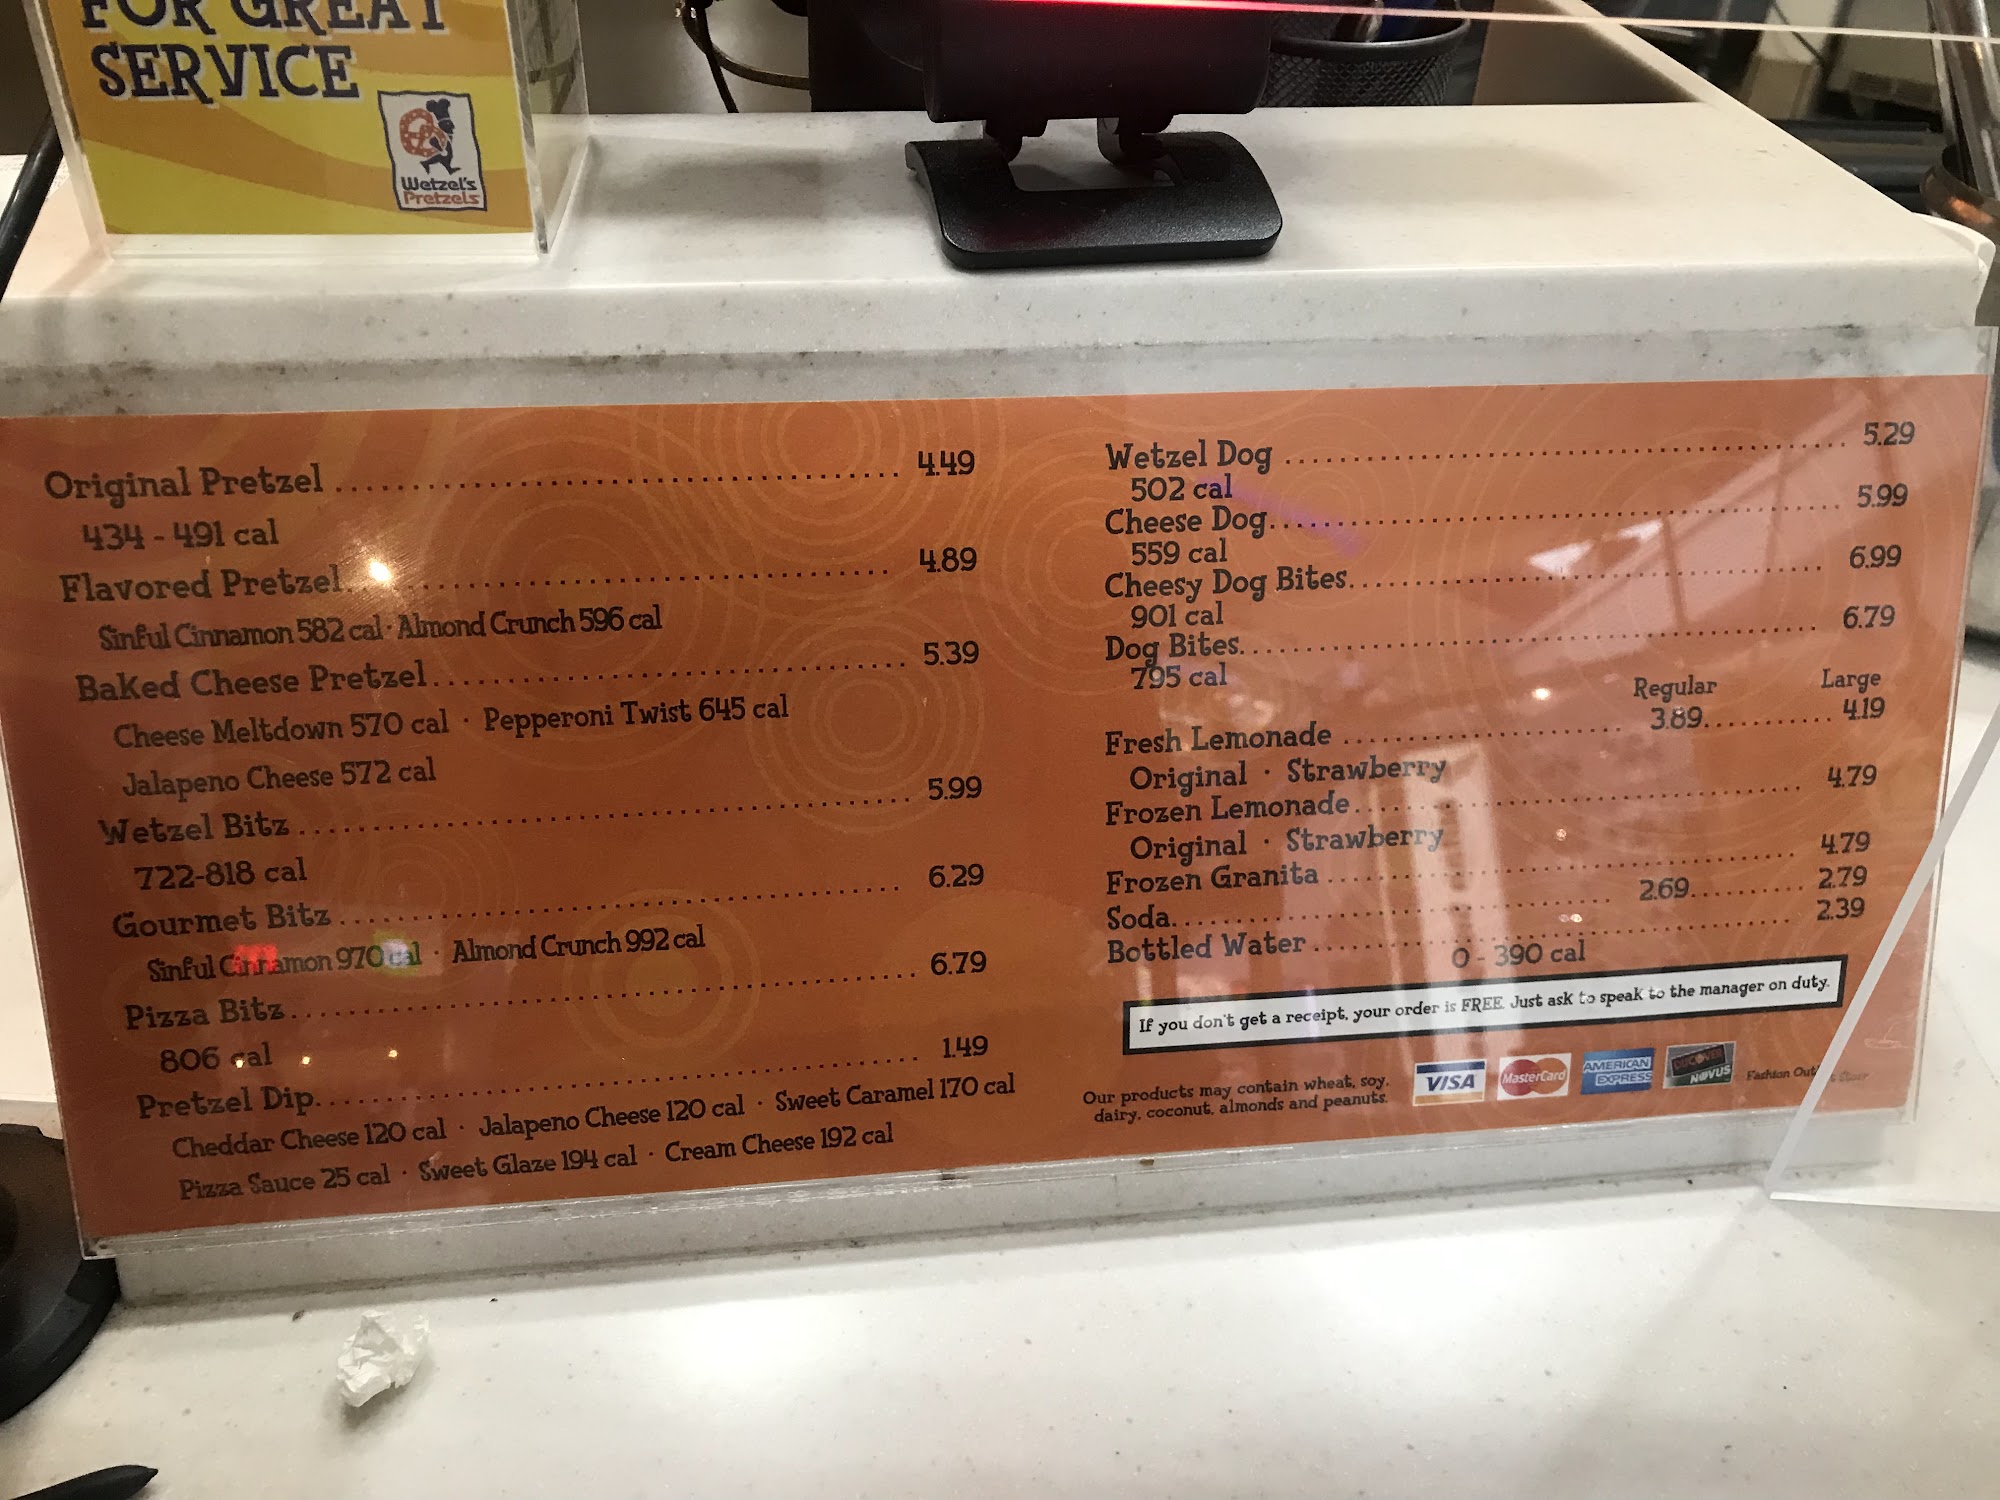 FOR GREAT
SERVICE
Wetzel's
Pretzels
Original Pretzel 4.49
434 - 491 cal
Flavored Pretzel 4.89
Sinful Cinnamon 582 cal · Almond Crunch 596 cal
Baked Cheese Pretzel 5.39
Cheese Meltdown 570 cal · Pepperoni Twist 645 cal
Jalapeno Cheese 572 cal
Wetzel Bitz 5.99
722-818 cal
Gourmet Bitz 6.29
Sinful Cinnamon 970 cal · Almond Crunch 992 cal
Pizza Bitz 6.79
806 cal
Pretzel Dip 1.49
Cheddar Cheese 120 cal · Jalapeno Cheese 120 cal · Sweet Caramel 170 cal
Pizza Sauce 25 cal · Sweet Glaze 194 cal · Cream Cheese 192 cal
Wetzel Dog 5.29
502 cal
Cheese Dog 5.99
559 cal
Cheesy Dog Bites 6.99
901 cal
Dog Bites 6.79
795 cal
Regular Large
Fresh Lemonade 3.89 4.19
Original · Strawberry
Frozen Lemonade 4.79
Original · Strawberry
Frozen Granita 4.79
Soda 2.69 2.79
Bottled Water 2.39
0 - 390 cal
If you don't get a receipt, your order is FREE. Just ask to speak to the manager on duty.
Our products may contain wheat, soy,
dairy, coconut, almonds and peanuts.
VISA
MasterCard
AMERICAN
EXPRESS
DISCOVER
NOVUS
Fashion